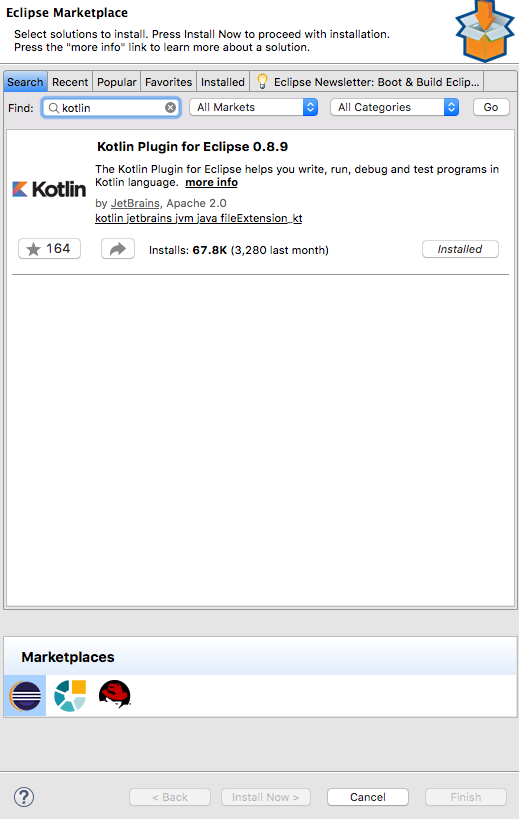 Eclipse Marketplace
Select solutions to install. Press Install Now to proceed with installation.
Press the "more info" link to learn more about a solution.
Search Recent Popular Favorites Installed Eclipse Newsletter: Boot & Build Eclip...
Find: kotlin All Markets All Categories Go
Kotlin Plugin for Eclipse 0.8.9
The Kotlin Plugin for Eclipse helps you write, run, debug and test programs in
Kotlin language. more info
Kotlin
by JetBrains, Apache 2.0
kotlin jetbrains jvm java fileExtension_kt
164 Installs: 67.8K (3,280 last month) Installed
Marketplaces
? < Back Install Now > Cancel Finish